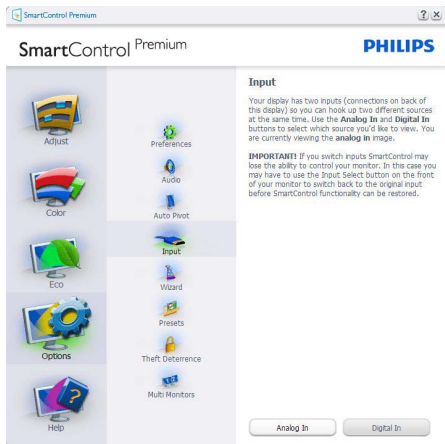 SmartControl Premium
? X
SmartControl Premium
PHILIPS
Adjust
Color
Eco
Options
Help
Preferences
Audio
Auto Pivot
Input
Wizard
Presets
Theft Deterrence
Multi Monitors
Input
Your display has two inputs (connections on back of
this display) so you can hook up two different sources
at the same time. Use the Analog In and Digital In
buttons to select which source you'd like to view. You
are currently viewing the analog in image.
IMPORTANT! If you switch inputs SmartControl may
lose the ability to control your monitor. In this case you
may have to use the Input Select button on the front
of your monitor to switch back to the original input
before SmartControl functionality can be restored.
Analog In
Digital In